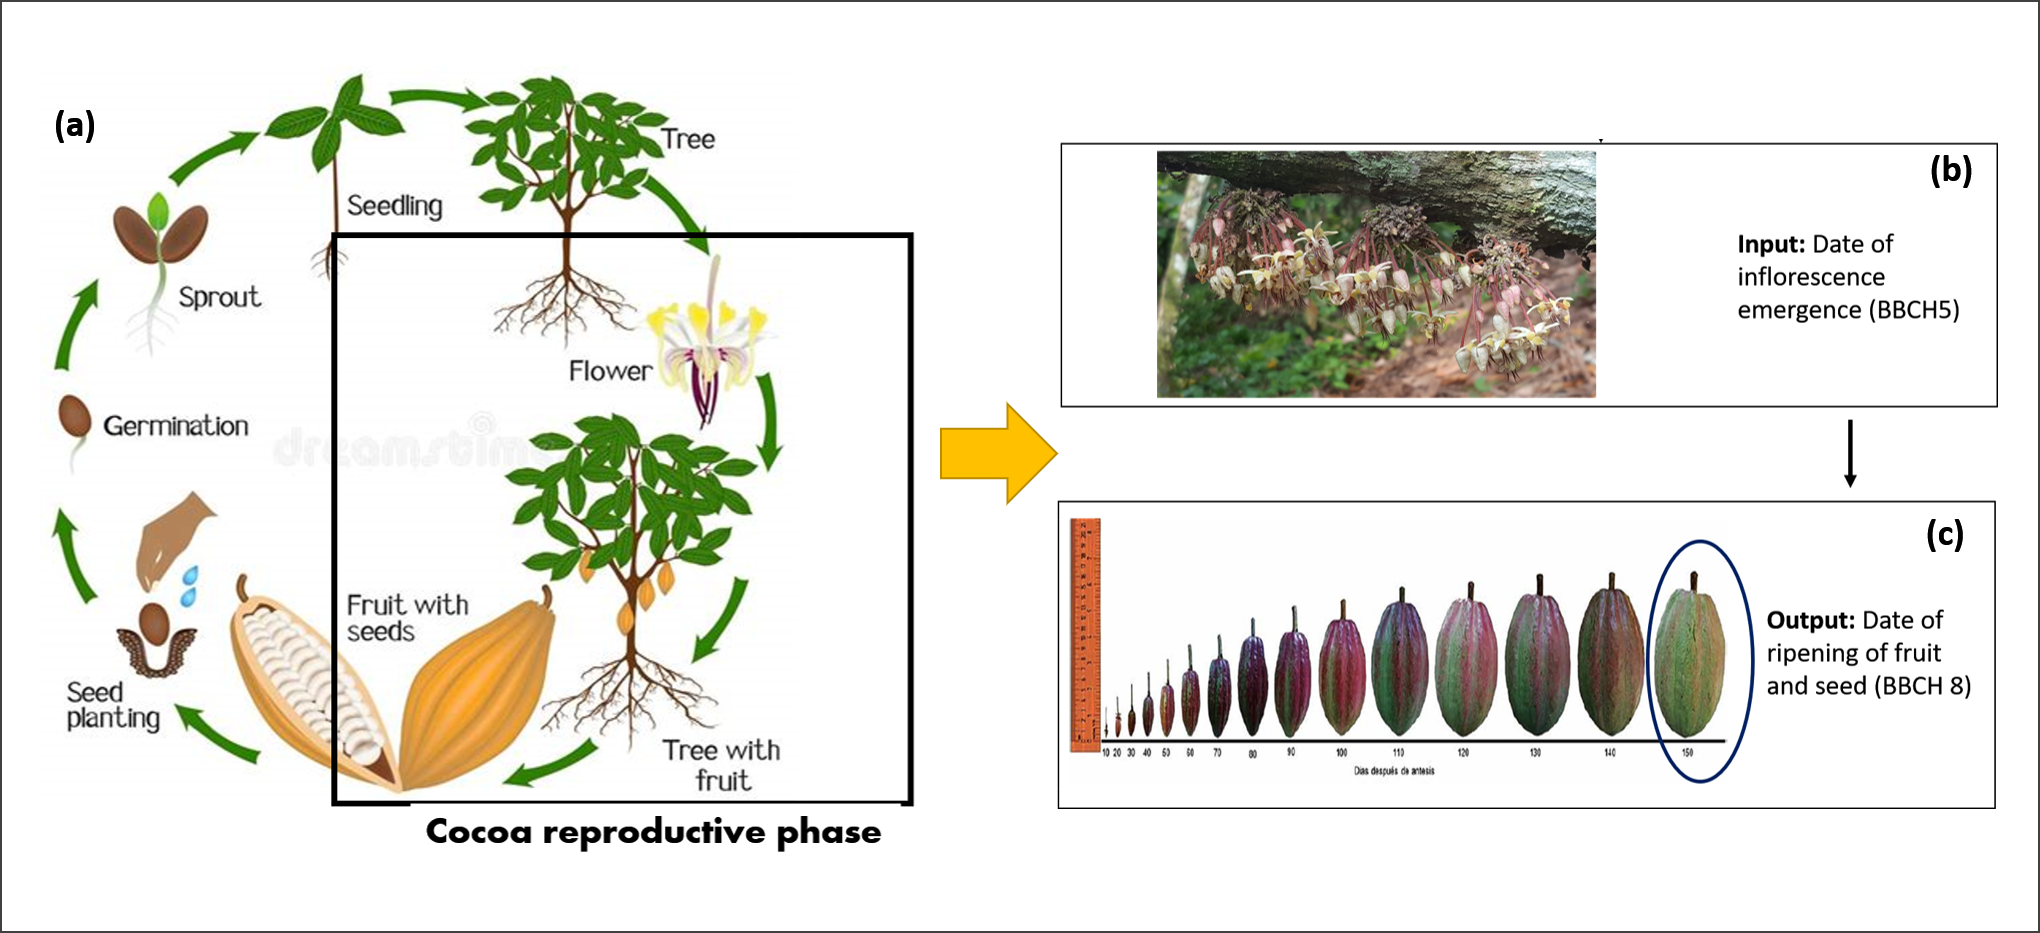 (a)
Tree
Seedling
Sprout
Flower
Germination
dreamstime
Fruit with
seeds
Seed
planting
Tree with
fruit
Cocoa reproductive phase
(b)
Input: Date of
inflorescence
emergence (BBCH5)
(c)
Output: Date of
ripening of fruit
and seed (BBCH 8)
10 20 30 40 50 60 70 80 90 100 110 120 130 140 150
Dias después de antesis